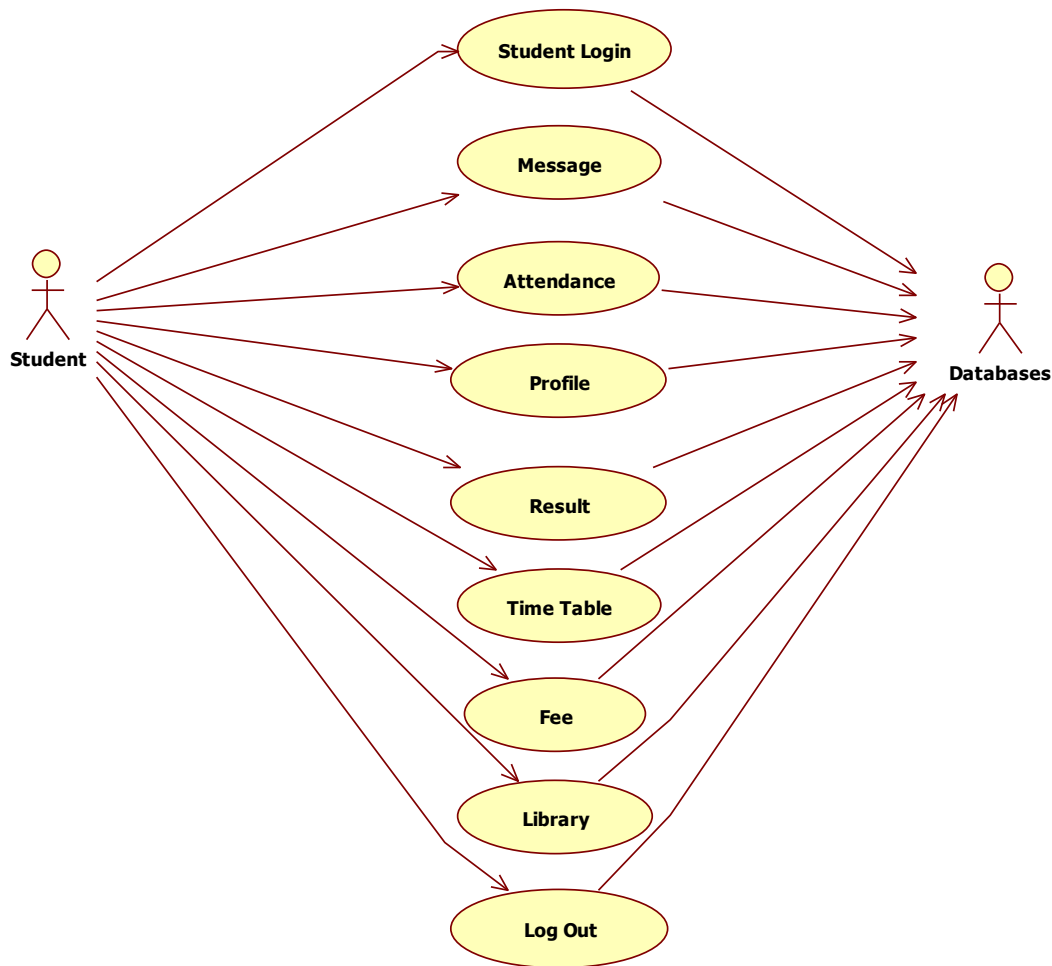 Student Login
Message
Attendance
Student
Profile
Databases
Result
Time Table
Fee
Library
Log Out